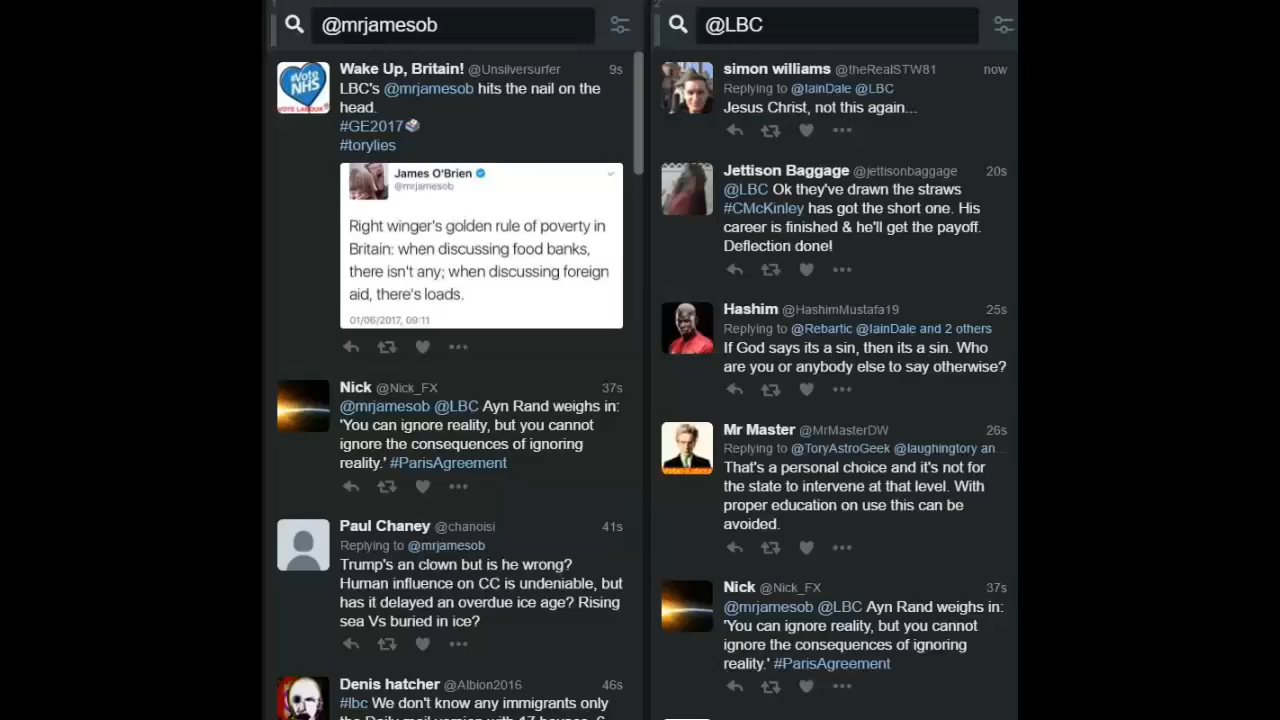 1
@mrjamesob
Wake Up, Britain! @Unsilversurfer 9s
LBC's @mrjamesob hits the nail on the
head.
#GE2017
#torylies
James O'Brien
@mrjamesob
Right winger's golden rule of poverty in
Britain: when discussing food banks,
there isn't any; when discussing foreign
aid, there's loads.
01/06/2017, 09:11
Nick @Nick_FX 37s
@mrjamesob @LBC Ayn Rand weighs in:
'You can ignore reality, but you cannot
ignore the consequences of ignoring
reality.' #ParisAgreement
Paul Chaney @chanoisi 41s
Replying to @mrjamesob
Trump's an clown but is he wrong?
Human influence on CC is undeniable, but
has it delayed an overdue ice age? Rising
sea Vs buried in ice?
Denis hatcher @Albion2016 46s
#lbc We don't know any immigrants only
the Daily mail version with 17 houses, 6
2
@LBC
simon williams @theRealSTW81 now
Replying to @IainDale @LBC
Jesus Christ, not this again...
Jettison Baggage @jettisonbaggage 20s
@LBC Ok they've drawn the straws
#CMcKinley has got the short one. His
career is finished & he'll get the payoff.
Deflection done!
Hashim @HashimMustafa19 25s
Replying to @Rebartic @IainDale and 2 others
If God says its a sin, then its a sin. Who
are you or anybody else to say otherwise?
Mr Master @MrMasterDW 26s
Replying to @ToryAstroGeek @laughingtory an...
That's a personal choice and it's not for
the state to intervene at that level. With
proper education on use this can be
avoided.
Nick @Nick_FX 37s
@mrjamesob @LBC Ayn Rand weighs in:
'You can ignore reality, but you cannot
ignore the consequences of ignoring
reality.' #ParisAgreement